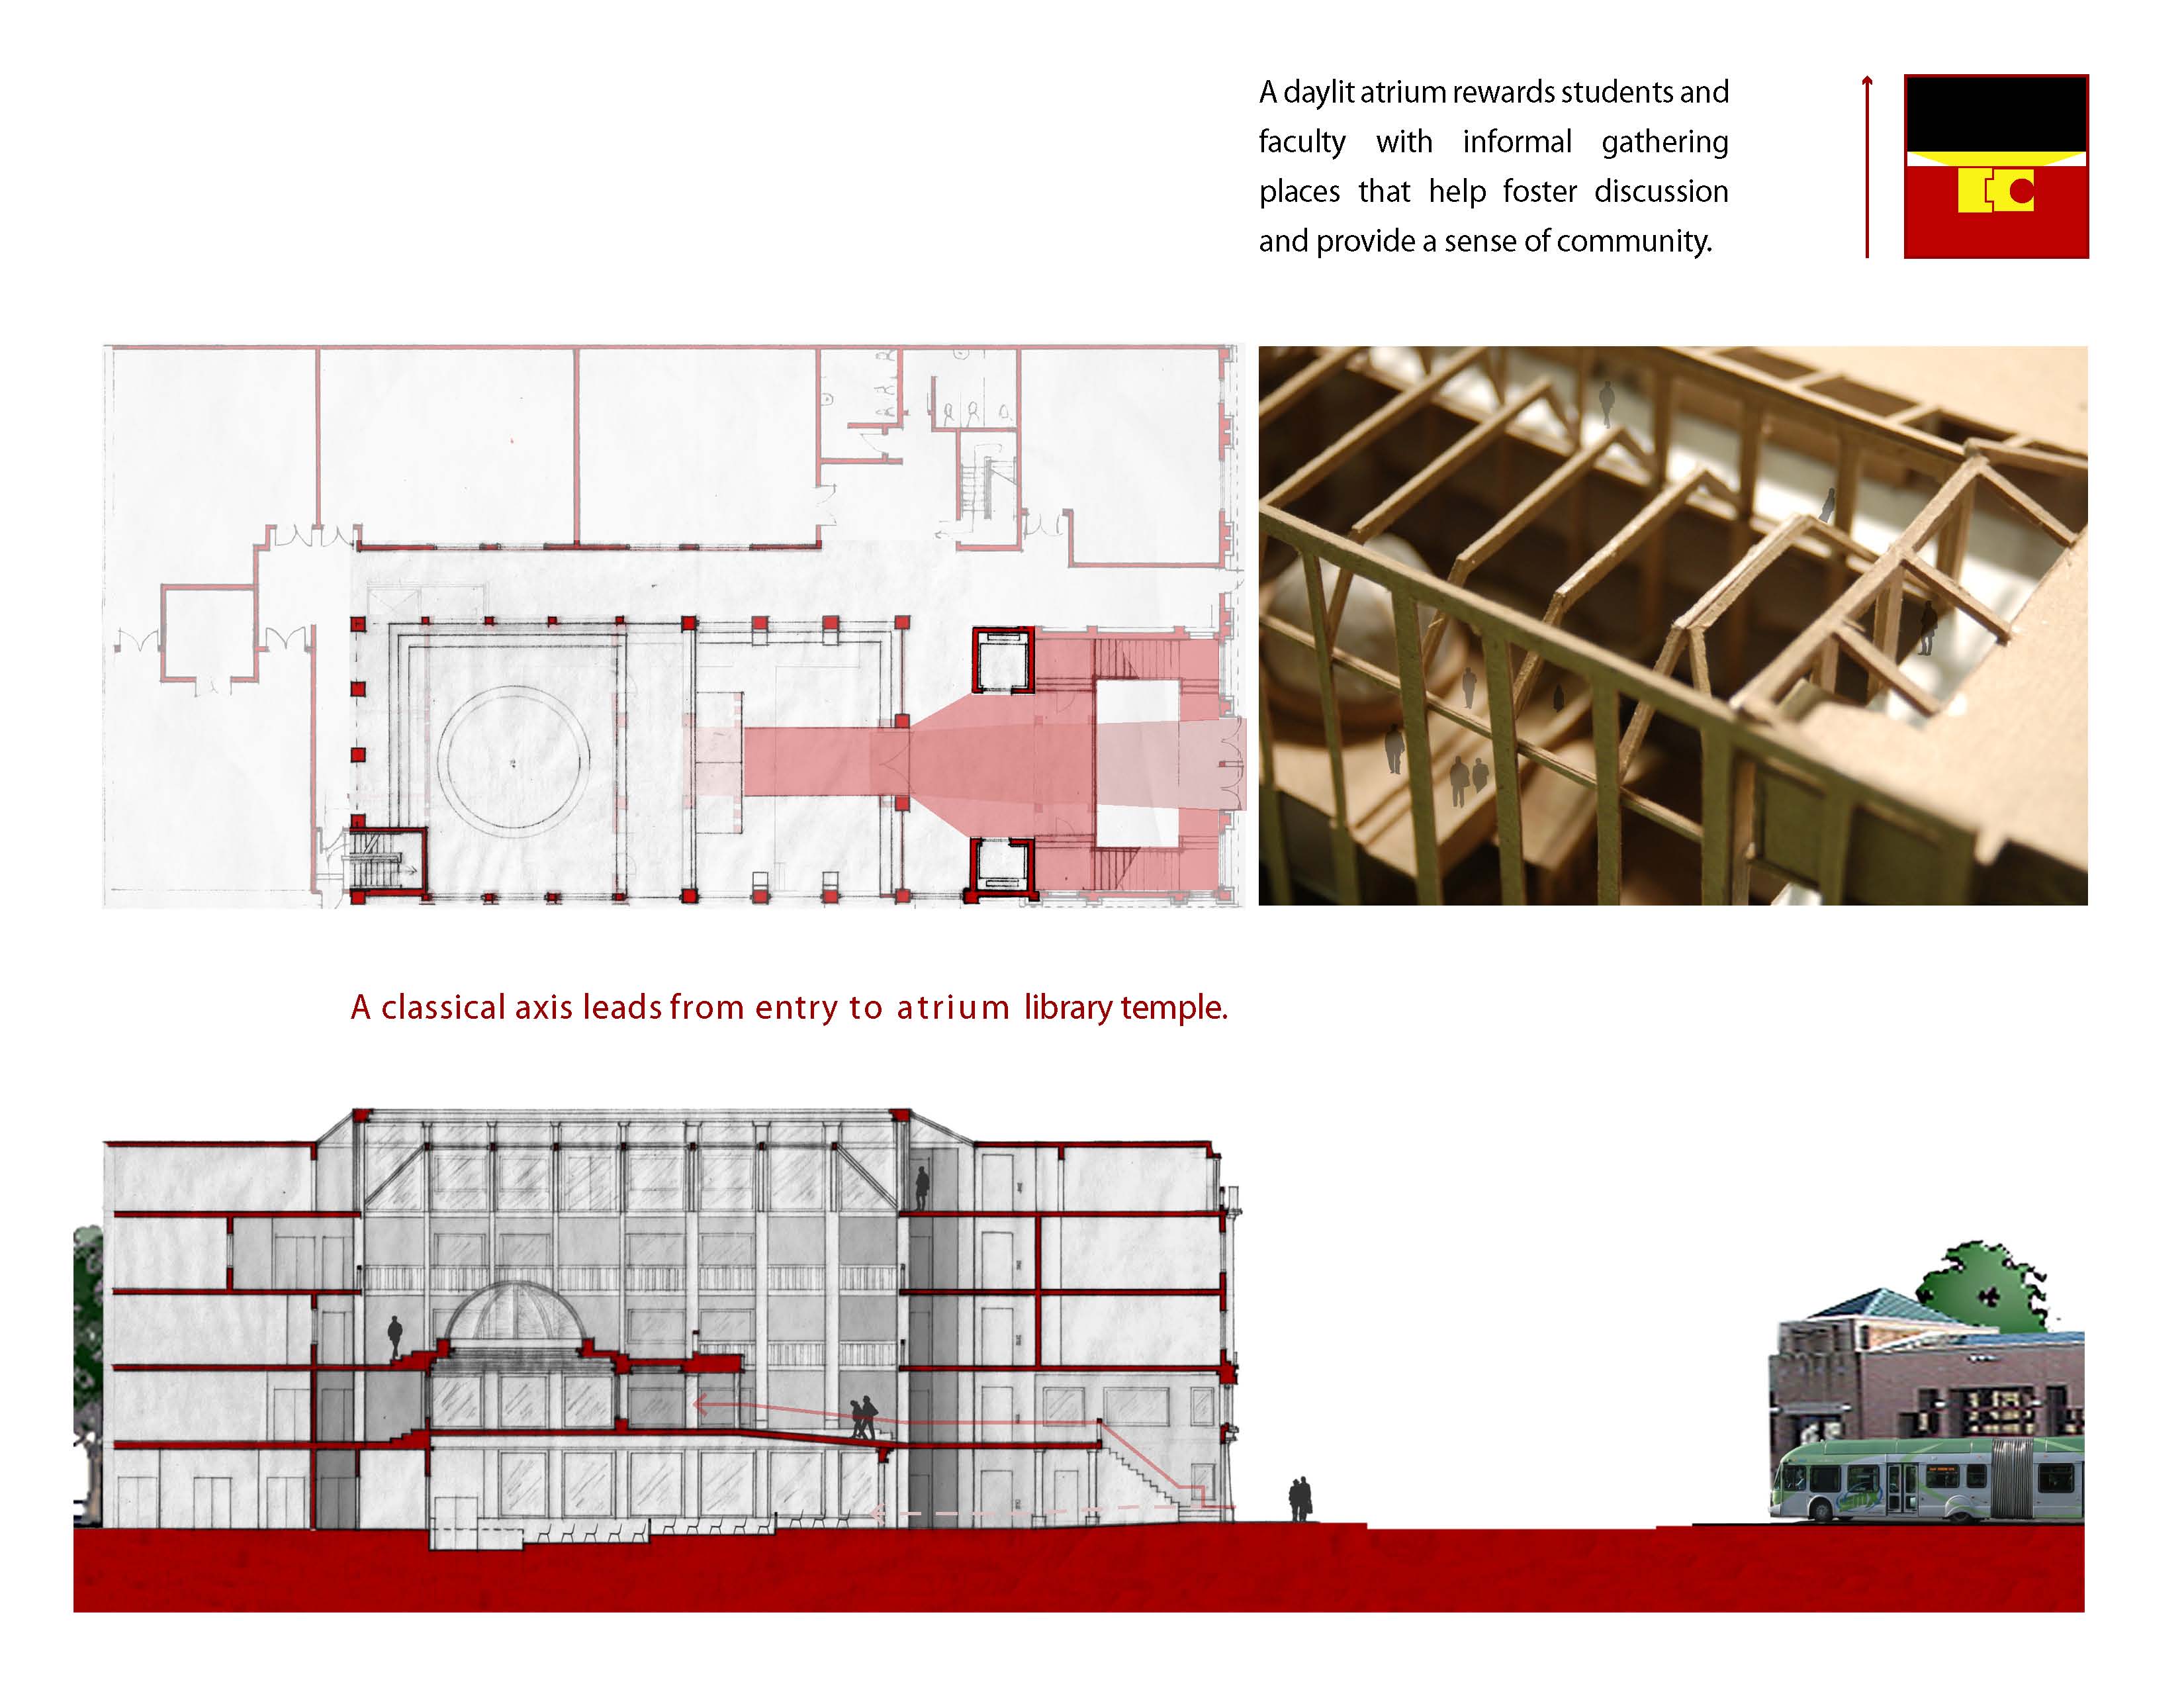 A daylit atrium rewards students and
faculty with informal gathering
places that help foster discussion
and provide a sense of community.
A classical axis leads from entry to atrium library temple.